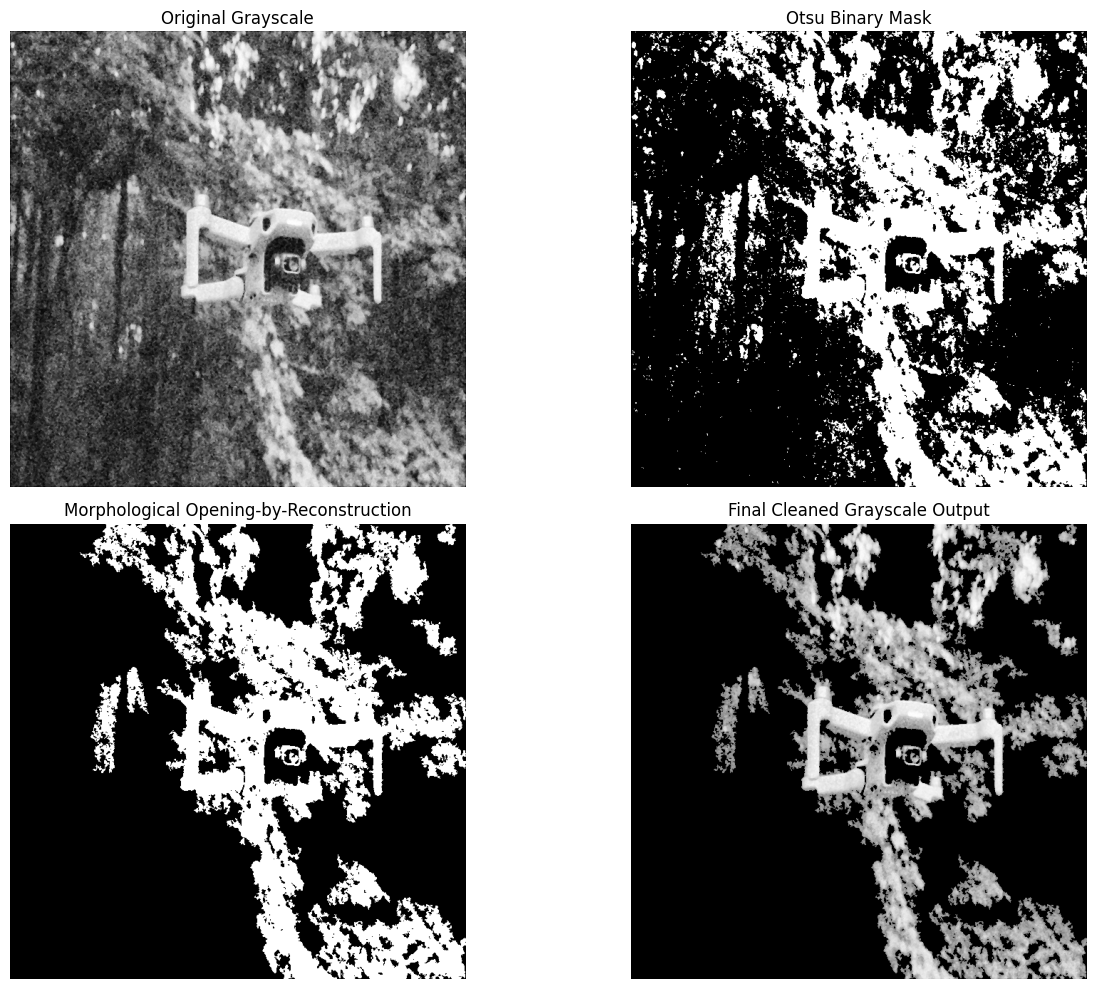 Original Grayscale
Otsu Binary Mask
Morphological Opening-by-Reconstruction
Final Cleaned Grayscale Output